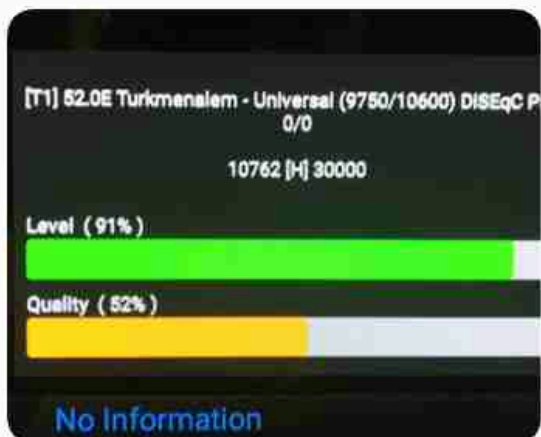 [T1] 52.0E Turkmenalem - Universal (9750/10600) DISEqC P
0/0
10762 [H] 30000
Level ( 91% )
Quality ( 52% )
No Information